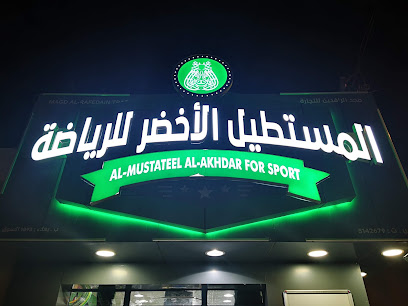 المستطيل الأخضر للرياضة
AL-MUSTATEEL AL-AKHDAR FOR SPORT